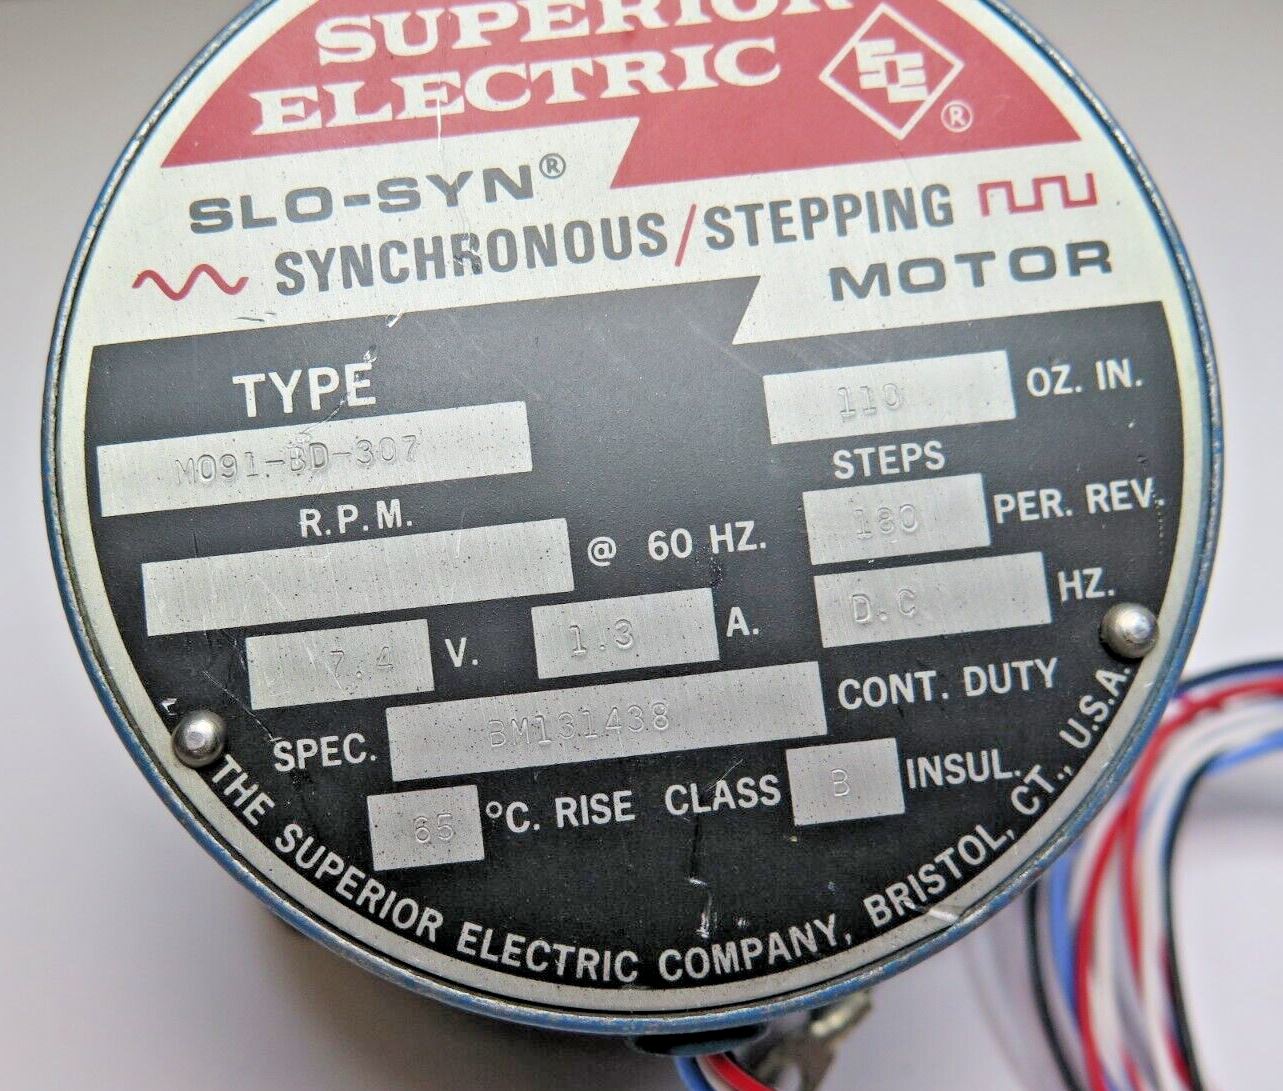 SUPERIOR
ELECTRIC
SE
®
SLO-SYN®
SYNCHRONOUS/STEPPING
MOTOR
TYPE
MO91-BD-307
110 OZ. IN.
R.P.M.
@ 60 HZ.
STEPS
180 PER. REV.
7.4 V. 1.3 A.
D.C HZ.
SPEC. BM131438 CONT. DUTY
65 °C. RISE CLASS B INSUL.
THE SUPERIOR ELECTRIC COMPANY, BRISTOL, CT., U.S.A.